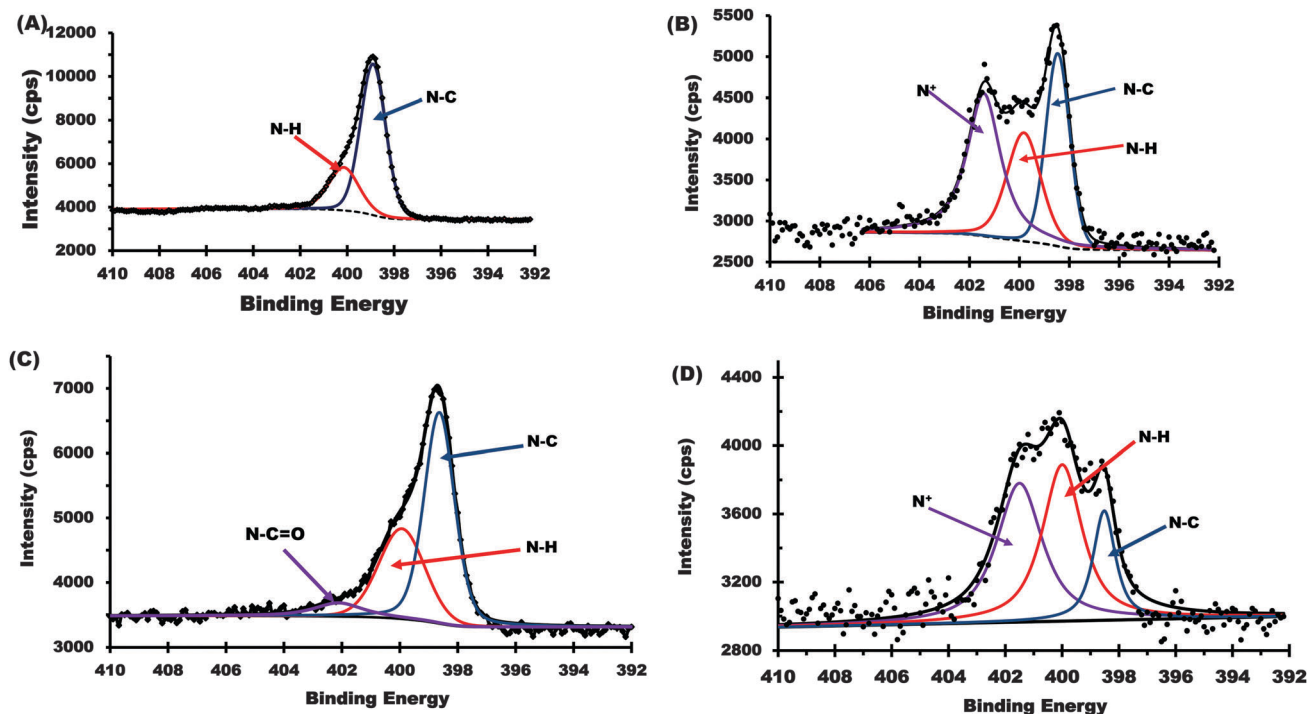 (A)
12000
10000
8000
6000
4000
2000
Intensity (cps)
N-H
N-C
410 408 406 404 402 400 398 396 394 392
Binding Energy
(B)
5500
5000
4500
4000
3500
3000
2500
Intensity (cps)
N+
N-C
N-H
410 408 406 404 402 400 398 396 394 392
Binding Energy
(C)
7000
6000
5000
4000
3000
Intensity (cps)
N-C
N-C=O
N-H
410 408 406 404 402 400 398 396 394 392
Binding Energy
(D)
4400
4000
3600
3200
2800
Intensity (cps)
N-H
N+
N-C
410 408 406 404 402 400 398 396 394 392
Binding Energy